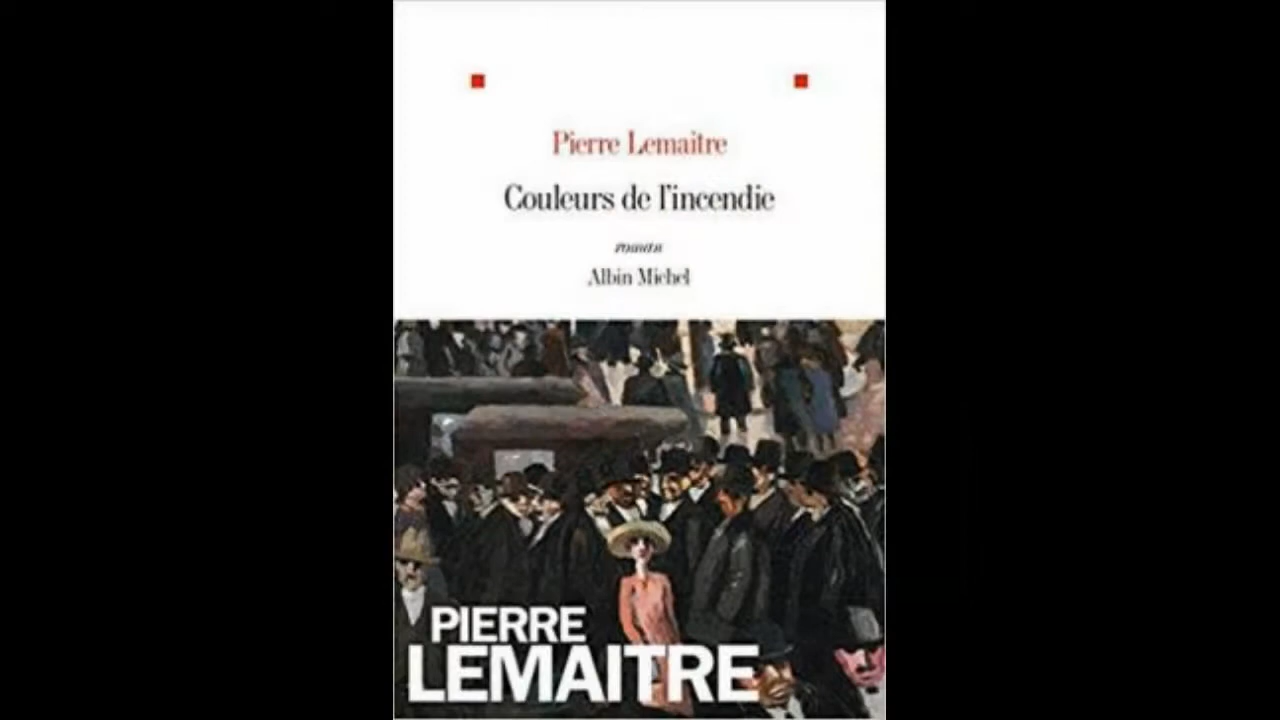 Pierre Lemaitre
Couleurs de l'incendie
roman
Albin Michel
PIERRE
LEMAITRE